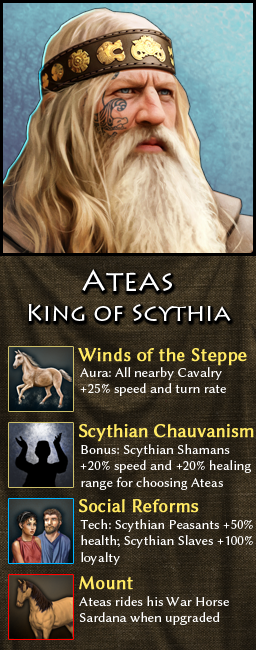 Ateas
King of Scythia
Winds of the Steppe
Aura: All nearby Cavalry
+25% speed and turn rate
Scythian Chauvanism
Bonus: Scythian Shamans
+20% speed and +20% healing
range for choosing Ateas
Social Reforms
Tech: Scythian Peasants +50%
health; Scythian Slaves +100%
loyalty
Mount
Ateas rides his War Horse
Sardana when upgraded